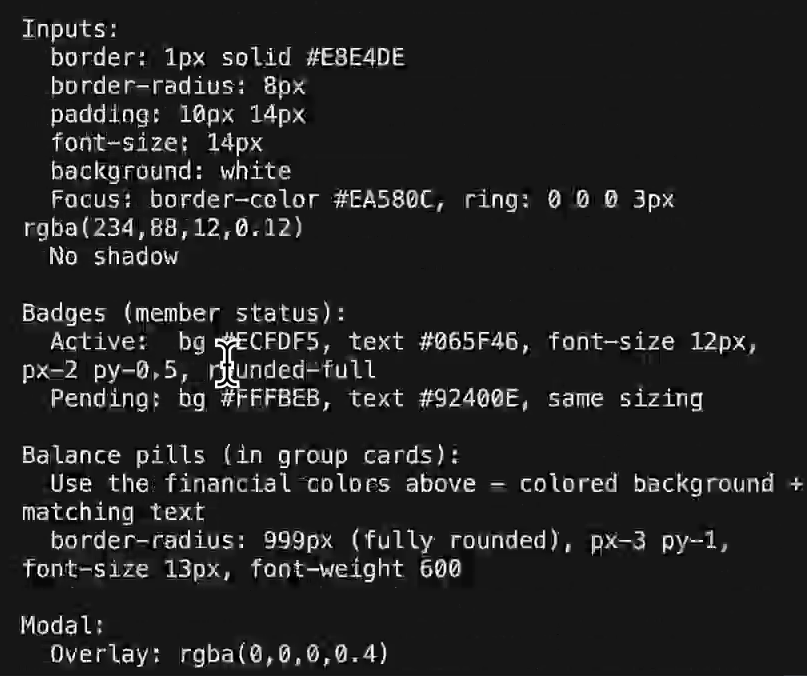 Inputs:
border: 1px solid #E8E4DE
border-radius: 8px
padding: 10px 14px
font-size: 14px
background: white
Focus: border-color #EA580C, ring: 0 0 0 3px
rgba(234,88,12,0.12)
No shadow
Badges (member status):
Active:  bg #ECFDF5, text #065F46, font-size 12px,
px-2 py-0.5, rounded-full
Pending: bg #FFFBEB, text #92400E, same sizing
Balance pills (in group cards):
Use the financial colors above — colored background +
matching text
border-radius: 999px (fully rounded), px-3 py-1,
font-size 13px, font-weight 600
Modal:
Overlay: rgba(0,0,0,0.4)